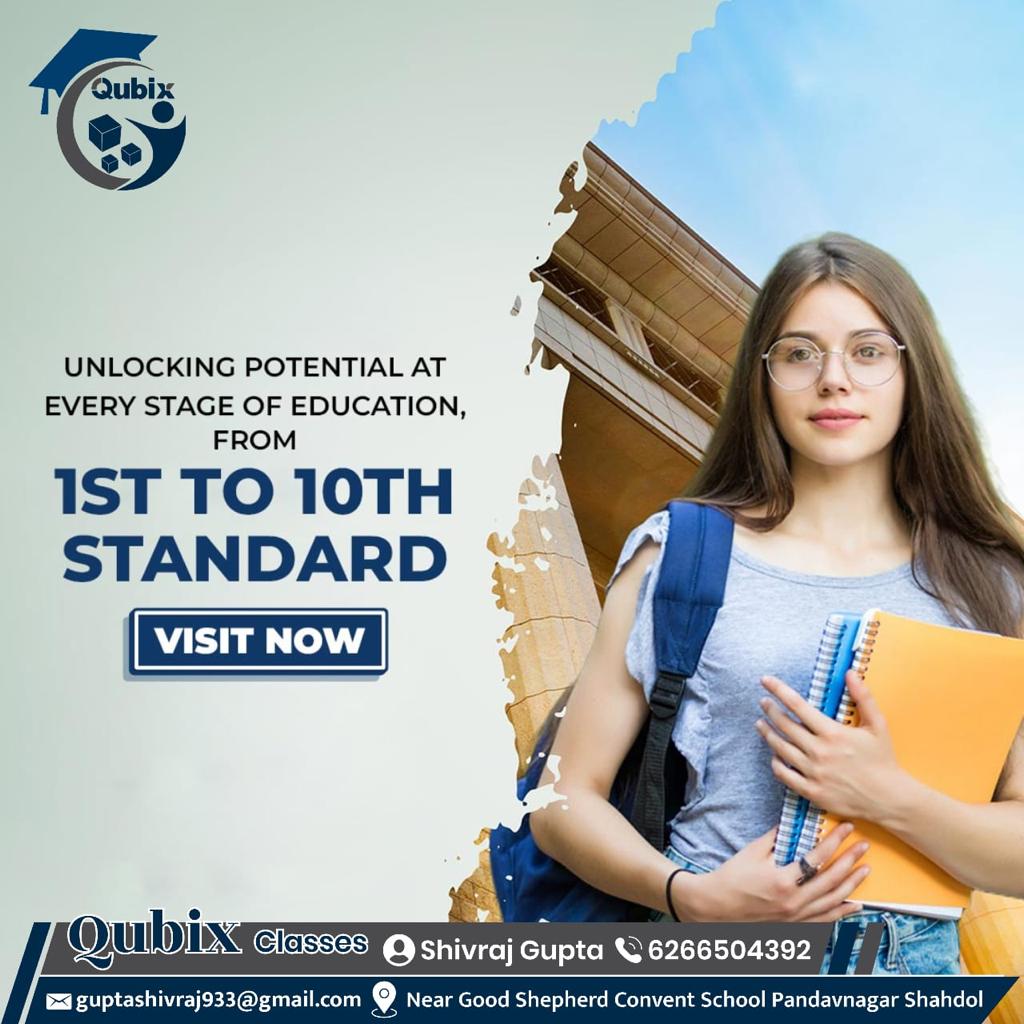 Qubix
UNLOCKING POTENTIAL AT
EVERY STAGE OF EDUCATION,
FROM
1ST TO 10TH
STANDARD
VISIT NOW
Qubix Classes Shivraj Gupta 6266504392
guptashivraj933@gmail.com Near Good Shepherd Convent School Pandavnagar Shahdol